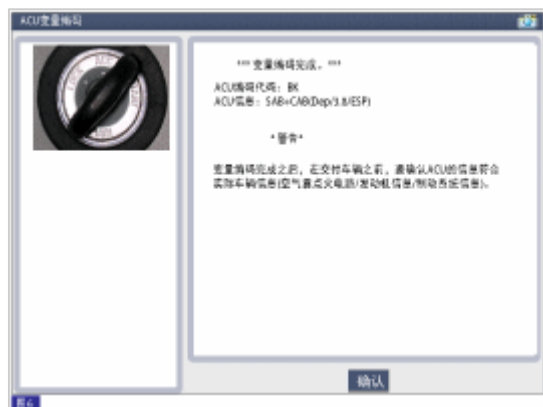 ACU变量编码
*** 变量编码完成。***
ACU编码代码：BK
ACU信息：SAB+CAB(Dep/3.8/ESP)
*警告*
变量编码完成之后，在交付车辆之前，请确认ACU的信息符合
实际车辆信息(空气囊点火电路/发动机信息/制动系统信息)。
确认
图6